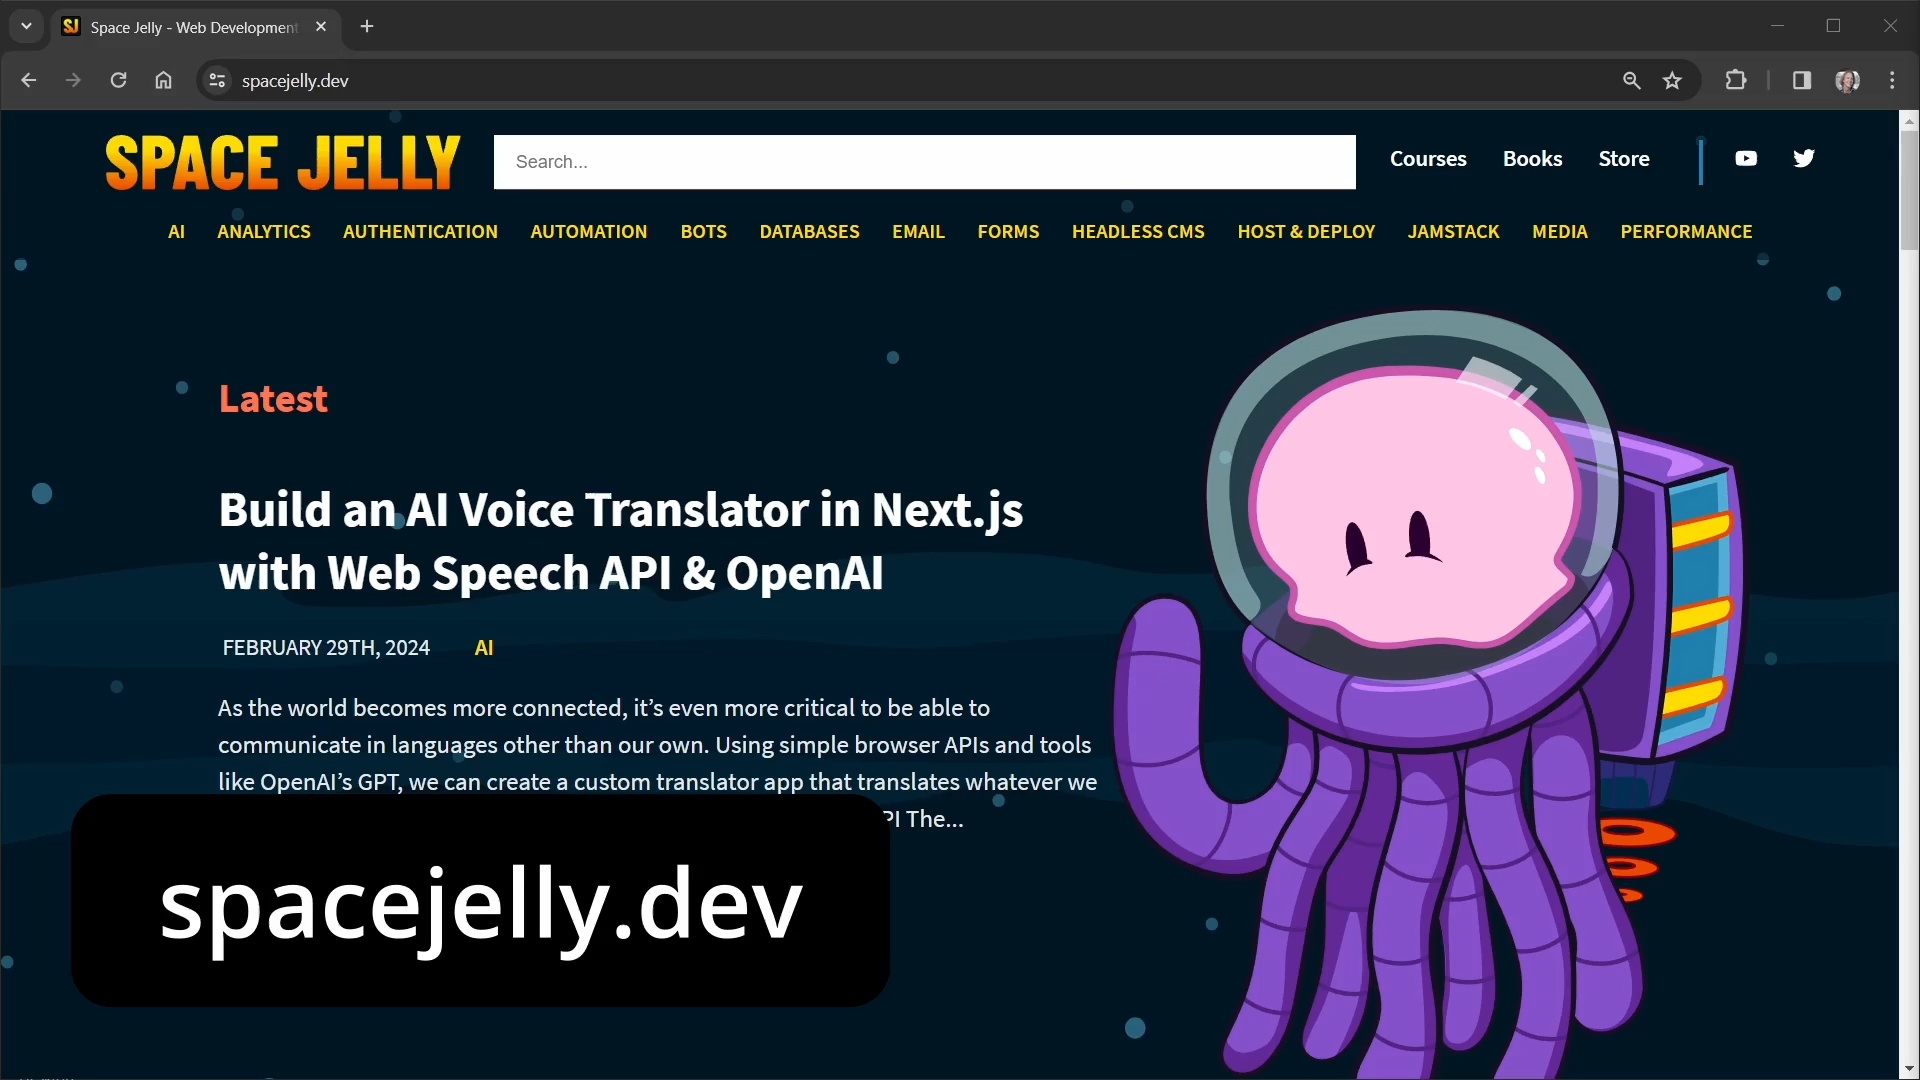 Space Jelly - Web Development
spacejelly.dev
SPACE JELLY
Search...
Courses Books Store
AI ANALYTICS AUTHENTICATION AUTOMATION BOTS DATABASES EMAIL FORMS HEADLESS CMS HOST & DEPLOY JAMSTACK MEDIA PERFORMANCE
Latest
Build an AI Voice Translator in Next.js
with Web Speech API & OpenAI
FEBRUARY 29TH, 2024 AI
As the world becomes more connected, it’s even more critical to be able to
communicate in languages other than our own. Using simple browser APIs and tools
like OpenAI’s GPT, we can create a custom translator app that translates whatever we
The...
spacejelly.dev